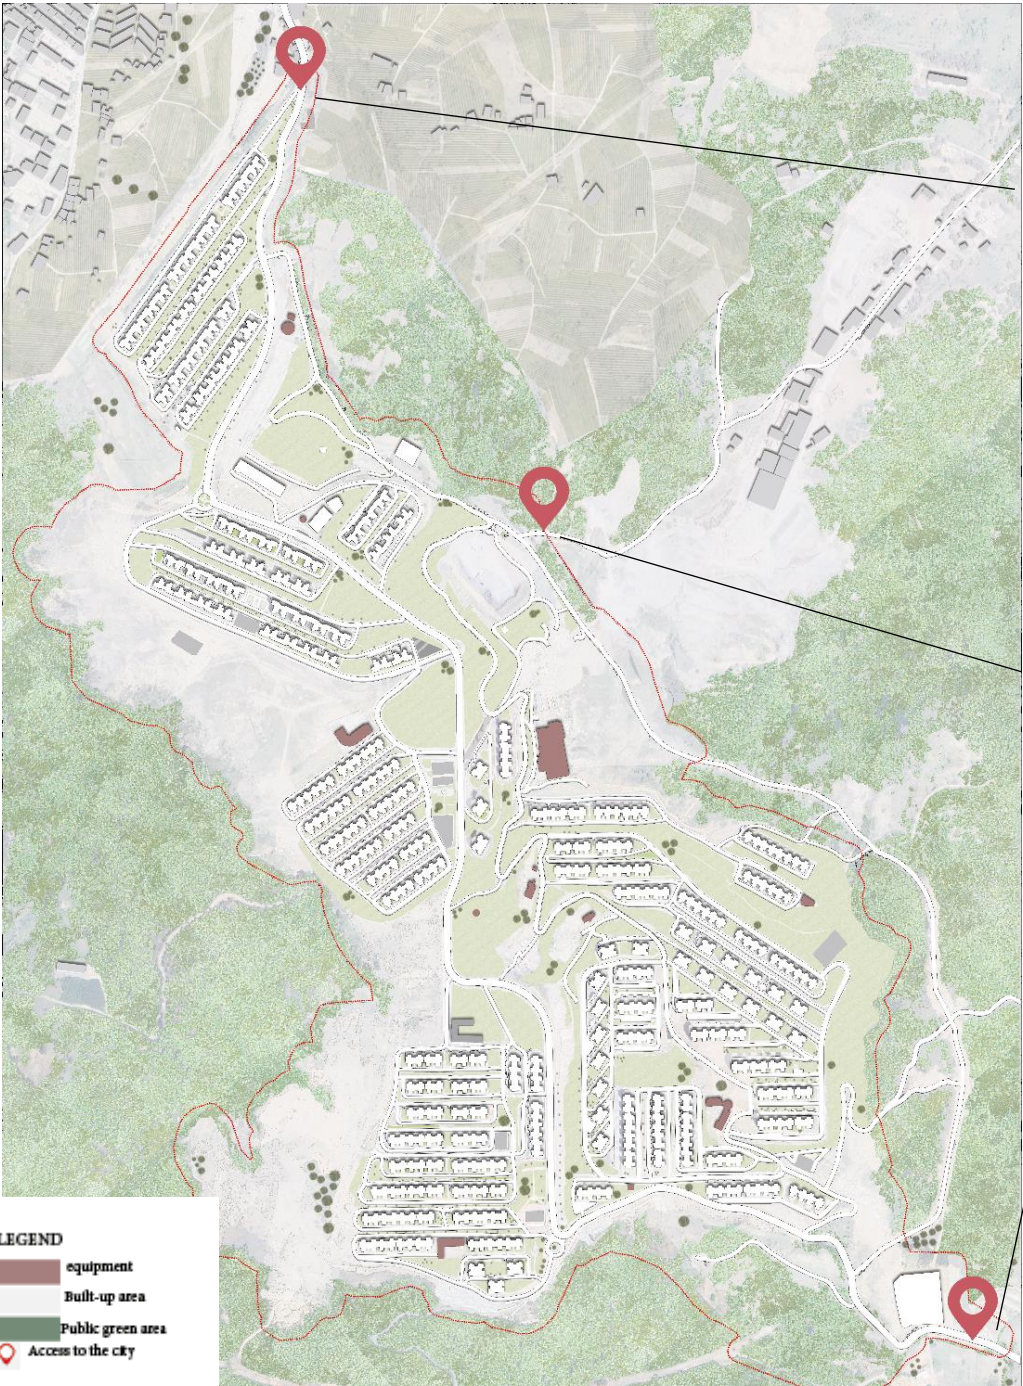 LEGEND
equipment
Built-up area
Public green area
Access to the city